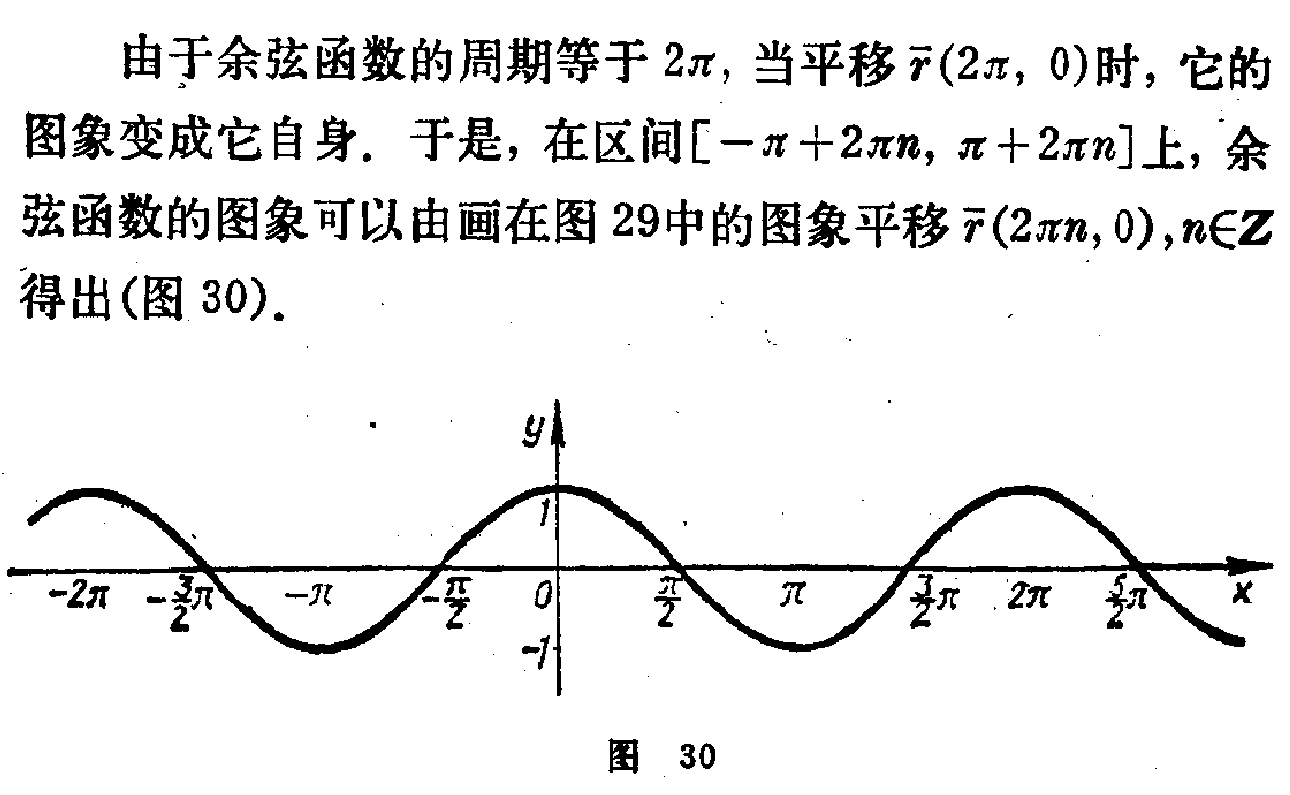 由于余弦函数的周期等于 2π, 当平移 r̄(2π, 0)时, 它的
图象变成它自身. 于是, 在区间[－π＋2πn, π＋2πn]上, 余
弦函数的图象可以由画在图 29中的图象平移 r̄(2πn, 0), n∈Z
得出(图 30).
y
1
-2π -3/2π -π -π/2 0 π/2 π 3/2π 2π 5/2π x
-1
图 30